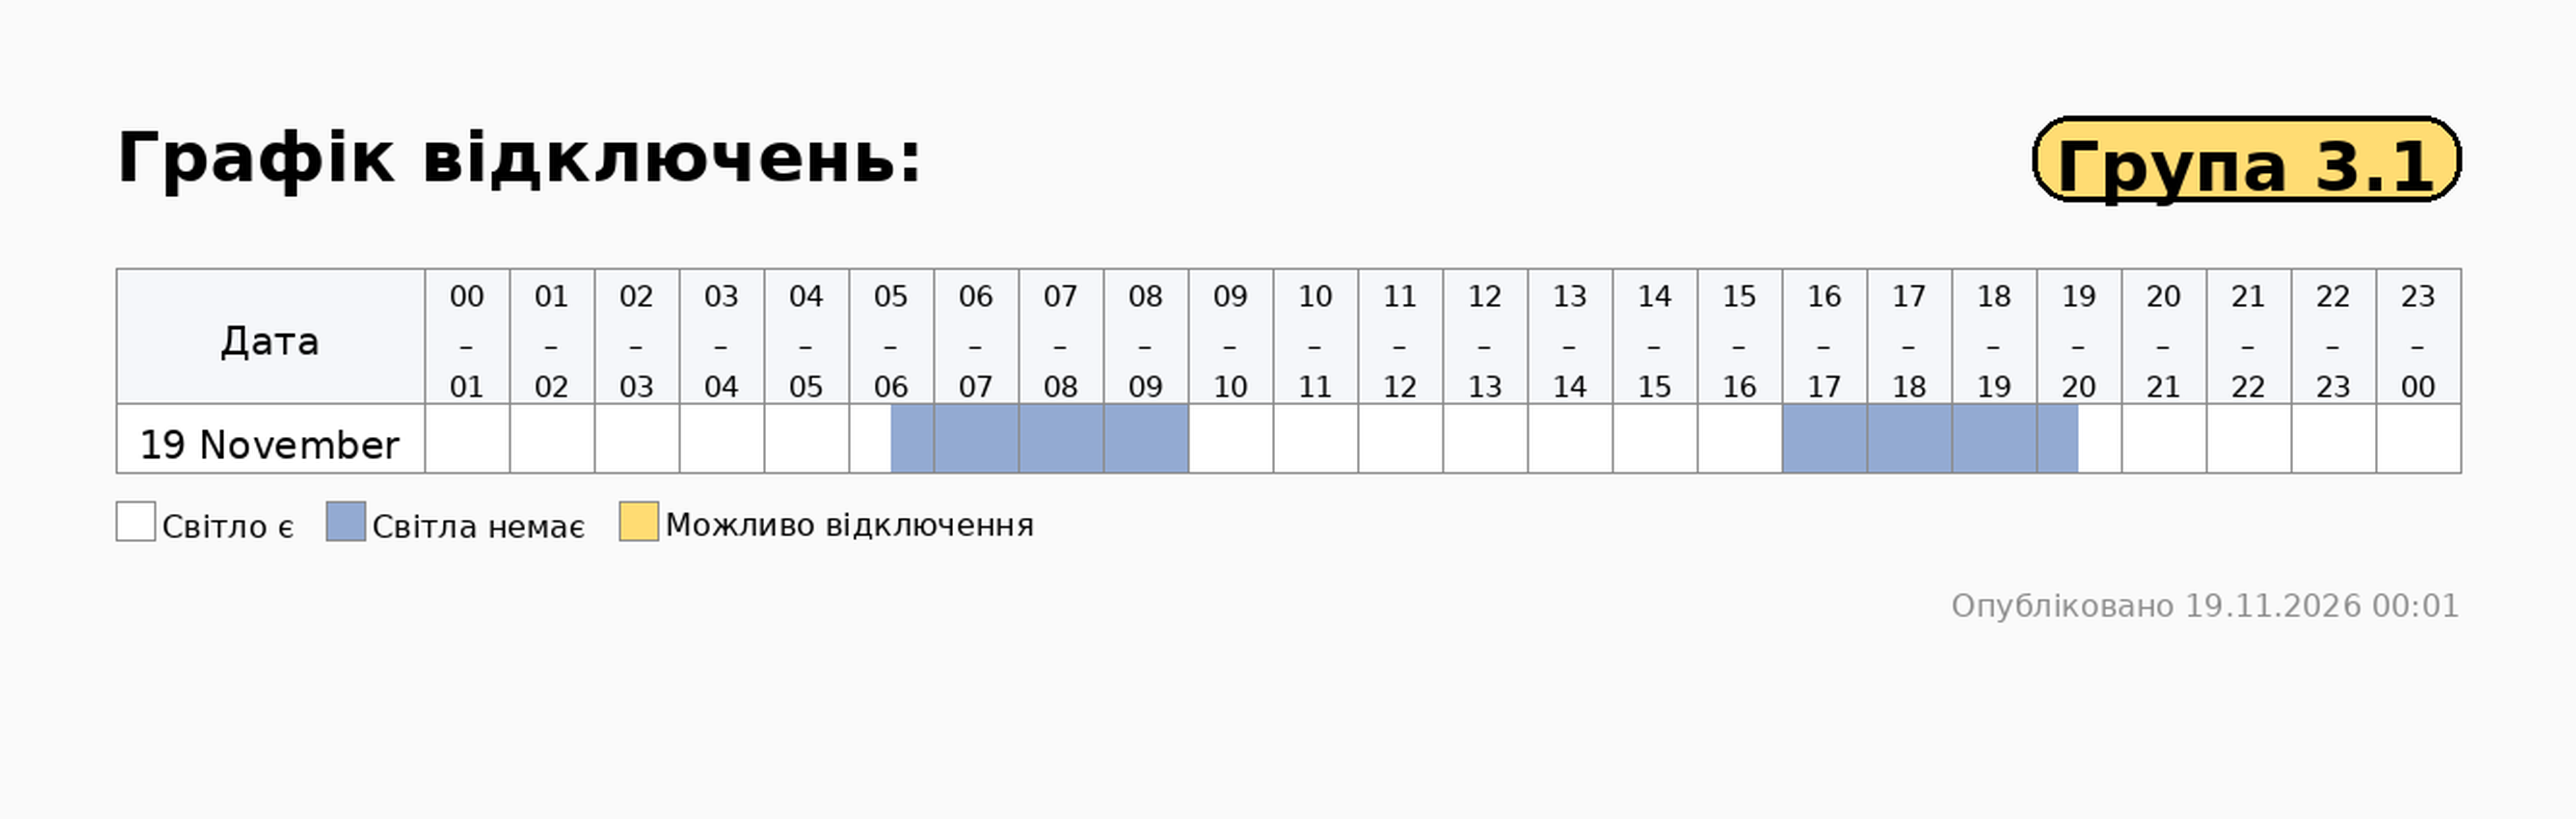 Графік відключень:
Група 3.1
Дата
00 – 01
01 – 02
02 – 03
03 – 04
04 – 05
05 – 06
06 – 07
07 – 08
08 – 09
09 – 10
10 – 11
11 – 12
12 – 13
13 – 14
14 – 15
15 – 16
16 – 17
17 – 18
18 – 19
19 – 20
20 – 21
21 – 22
22 – 23
23 – 00
19 November
Світло є
Світла немає
Можливо відключення
Опубліковано 19.11.2026 00:01